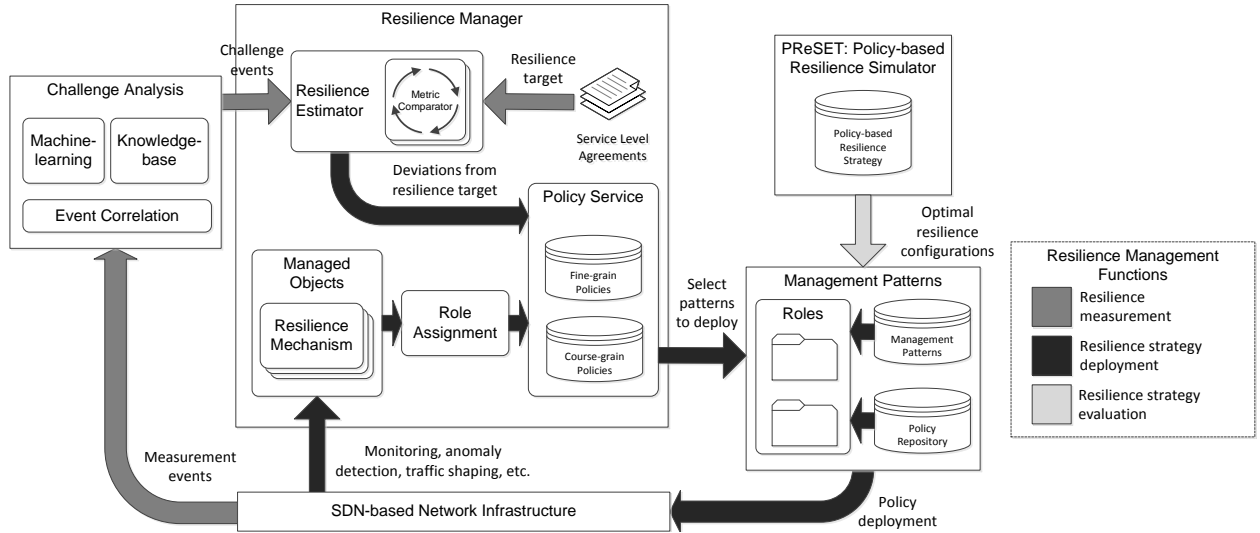 Resilience Manager
Challenge
events
Resilience
Estimator
Metric
Comparator
Resilience
target
Service Level
Agreements
PReSET: Policy-based
Resilience Simulator
Policy-based
Resilience
Strategy
Challenge Analysis
Machine-
learning
Knowledge-
base
Event Correlation
Deviations from
resilience target
Policy Service
Fine-grain
Policies
Course-grain
Policies
Managed
Objects
Resilience
Mechanism
Role
Assignment
Select
patterns
to deploy
Optimal
resilience
configurations
Management Patterns
Roles
Management
Patterns
Policy
Repository
Resilience Management
Functions
Resilience
measurement
Resilience strategy
deployment
Resilience strategy
evaluation
Measurement
events
Monitoring, anomaly
detection, traffic shaping, etc.
SDN-based Network Infrastructure
Policy
deployment